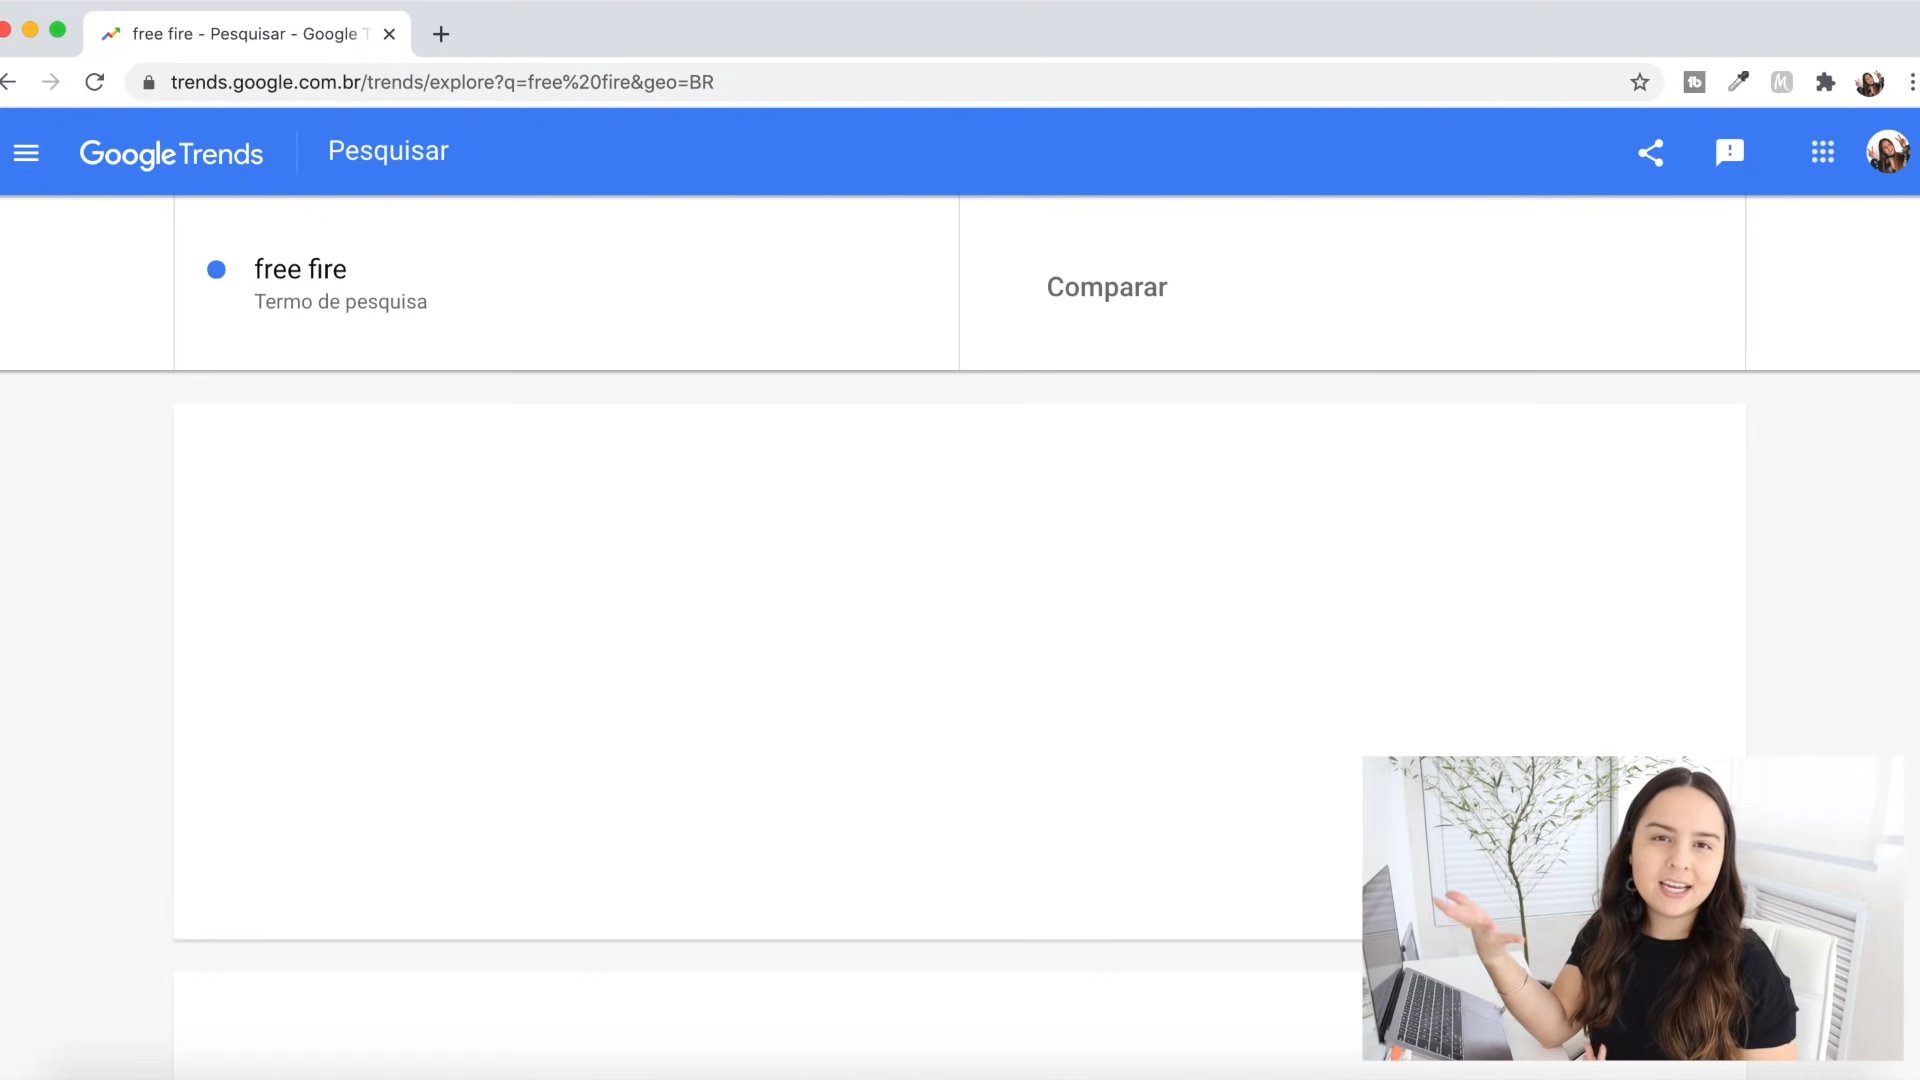 free fire - Pesquisar - Google T
trends.google.com.br/trends/explore?q=free%20fire&geo=BR
Google Trends
Pesquisar
free fire
Termo de pesquisa
Comparar